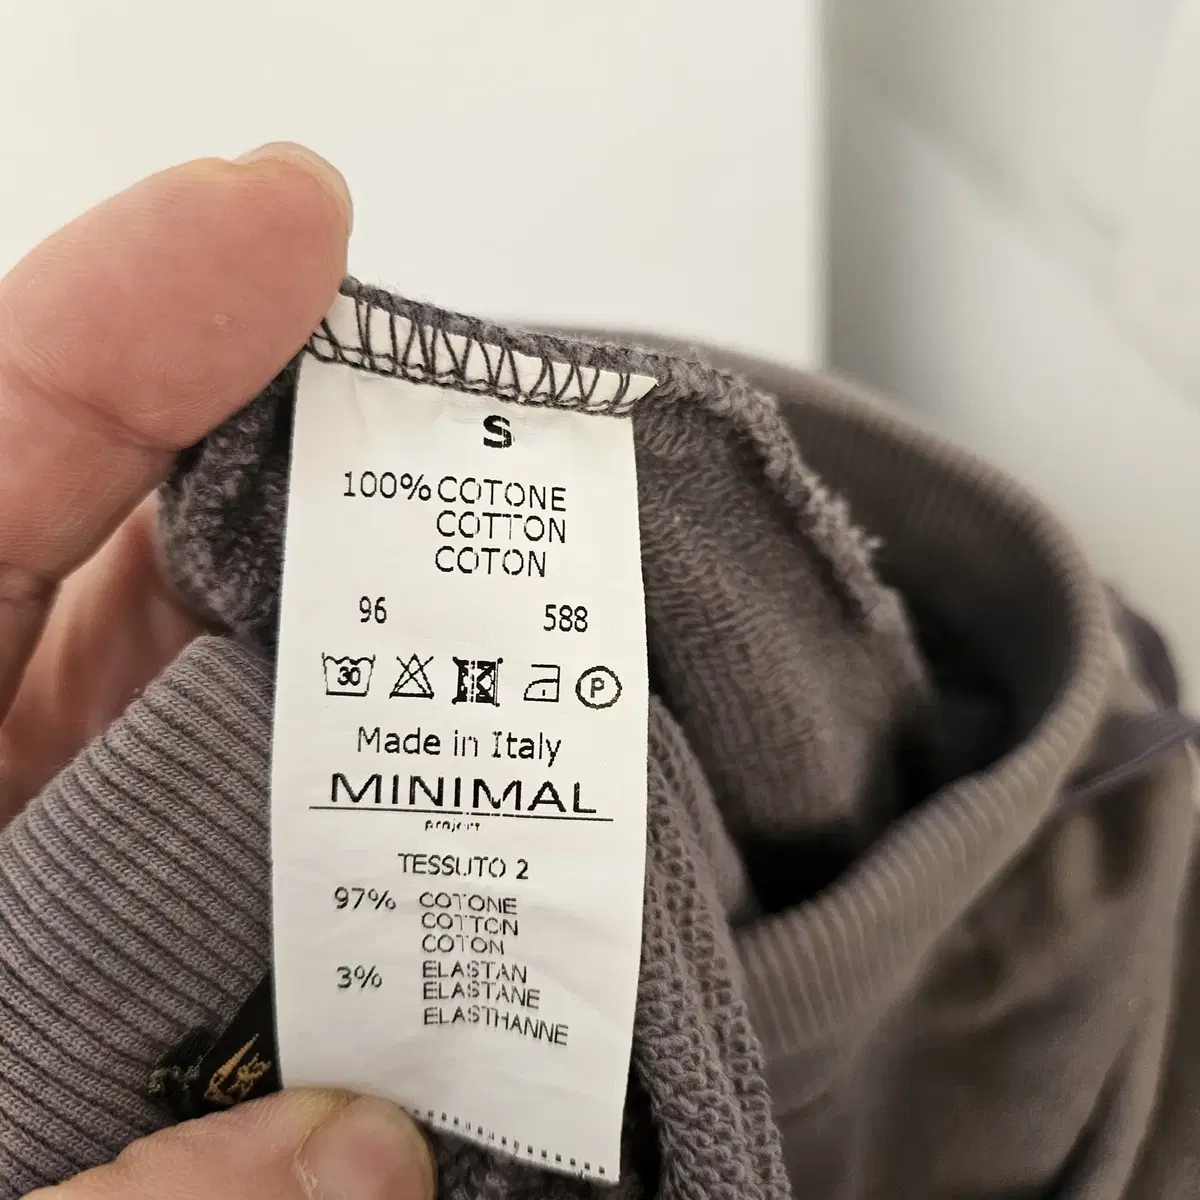 S
100% COTONE
COTTON
COTON
96 588
30 P
Made in Italy
MINIMAL
project
TESSUTO 2
97% COTONE
COTTON
COTON
3% ELASTAN
ELASTANE
ELASTHANNE